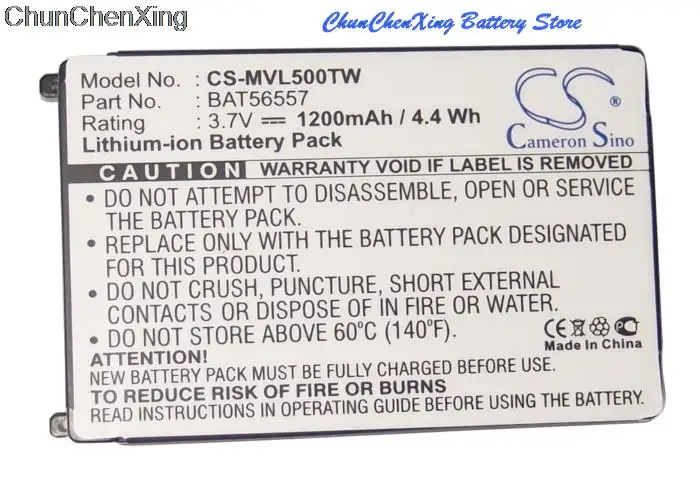 ChunChenXing
ChunChenXing Battery Store
Model No. : CS-MVL500TW
Part No. : BAT56557
Rating : 3.7V 1200mAh / 4.4 Wh
Lithium-ion Battery Pack
CS
Cameron Sino
CAUTION WARRANTY VOID IF LABEL IS REMOVED
• DO NOT ATTEMPT TO DISASSEMBLE, OPEN OR SERVICE
THE BATTERY PACK.
• REPLACE ONLY WITH THE BATTERY PACK DESIGNATED
FOR THIS PRODUCT.
• DO NOT CRUSH, PUNCTURE, SHORT EXTERNAL
CONTACTS OR DISPOSE OF IN FIRE OR WATER.
• DO NOT STORE ABOVE 60°C (140°F).
CE
Made In China
BEFORE USE:
NEW BATTERY PACK MUST BE FULLY CHARGED BEFORE USE.
TO REDUCE RISK OF FIRE OR BURNS
READ INSTRUCTIONS IN OPERATING GUIDE BEFORE USING BATTERY PACK.